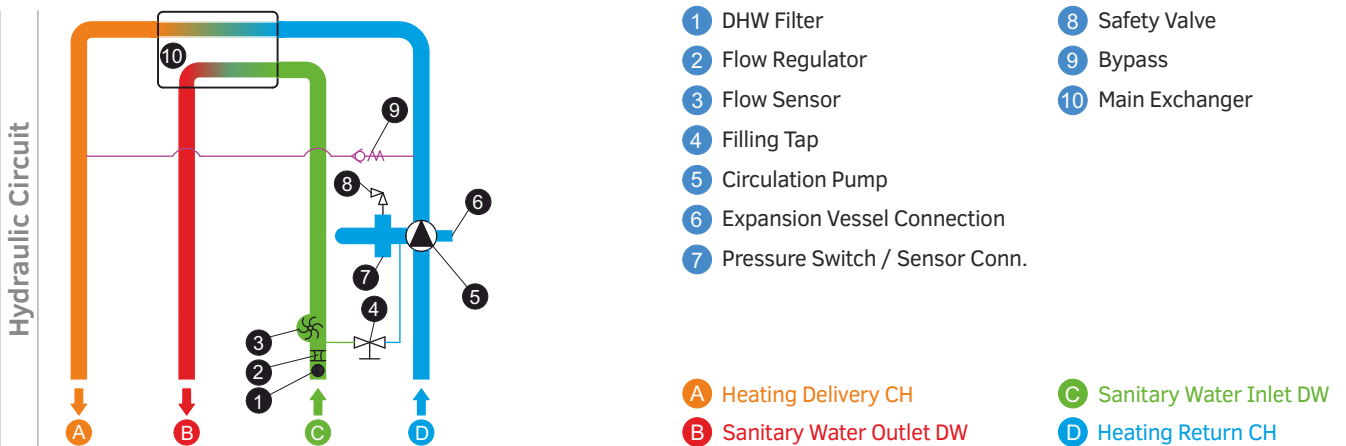 Hydraulic Circuit
10
9
8
6
7
5
4
3
2
1
A
B
C
D
1 DHW Filter
2 Flow Regulator
3 Flow Sensor
4 Filling Tap
5 Circulation Pump
6 Expansion Vessel Connection
7 Pressure Switch / Sensor Conn.
8 Safety Valve
9 Bypass
10 Main Exchanger
A Heating Delivery CH
B Sanitary Water Outlet DW
C Sanitary Water Inlet DW
D Heating Return CH